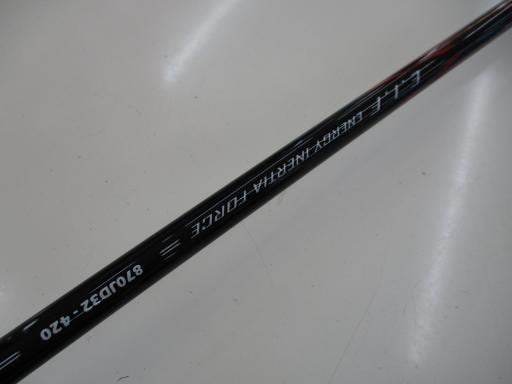 E.I.F ENERGY INERTIA FORCE
870JD32-420